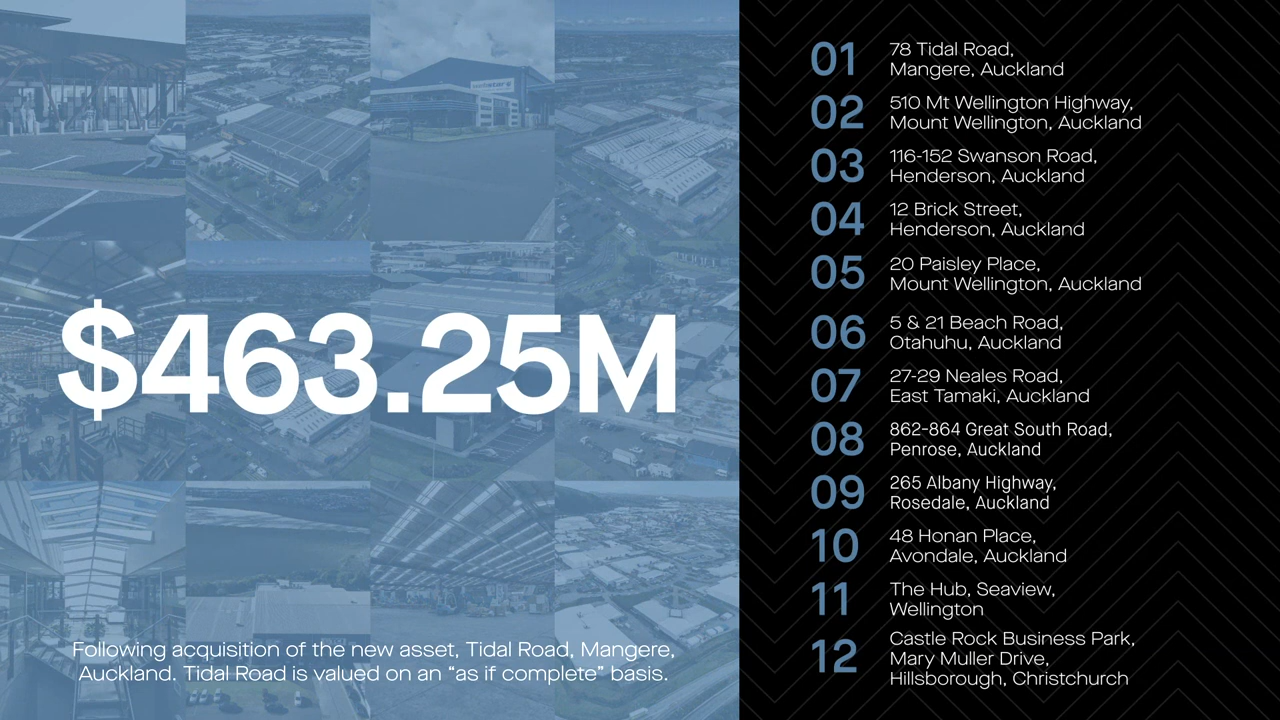 $463.25M
Following acquisition of the new asset, Tidal Road, Mangere,
Auckland. Tidal Road is valued on an “as if complete” basis.
01
78 Tidal Road,
Mangere, Auckland
02
510 Mt Wellington Highway,
Mount Wellington, Auckland
03
116-152 Swanson Road,
Henderson, Auckland
04
12 Brick Street,
Henderson, Auckland
05
20 Paisley Place,
Mount Wellington, Auckland
06
5 & 21 Beach Road,
Otahuhu, Auckland
07
27-29 Neales Road,
East Tamaki, Auckland
08
862-864 Great South Road,
Penrose, Auckland
09
265 Albany Highway,
Rosedale, Auckland
10
48 Honan Place,
Avondale, Auckland
11
The Hub, Seaview,
Wellington
12
Castle Rock Business Park,
Mary Muller Drive,
Hillsborough, Christchurch